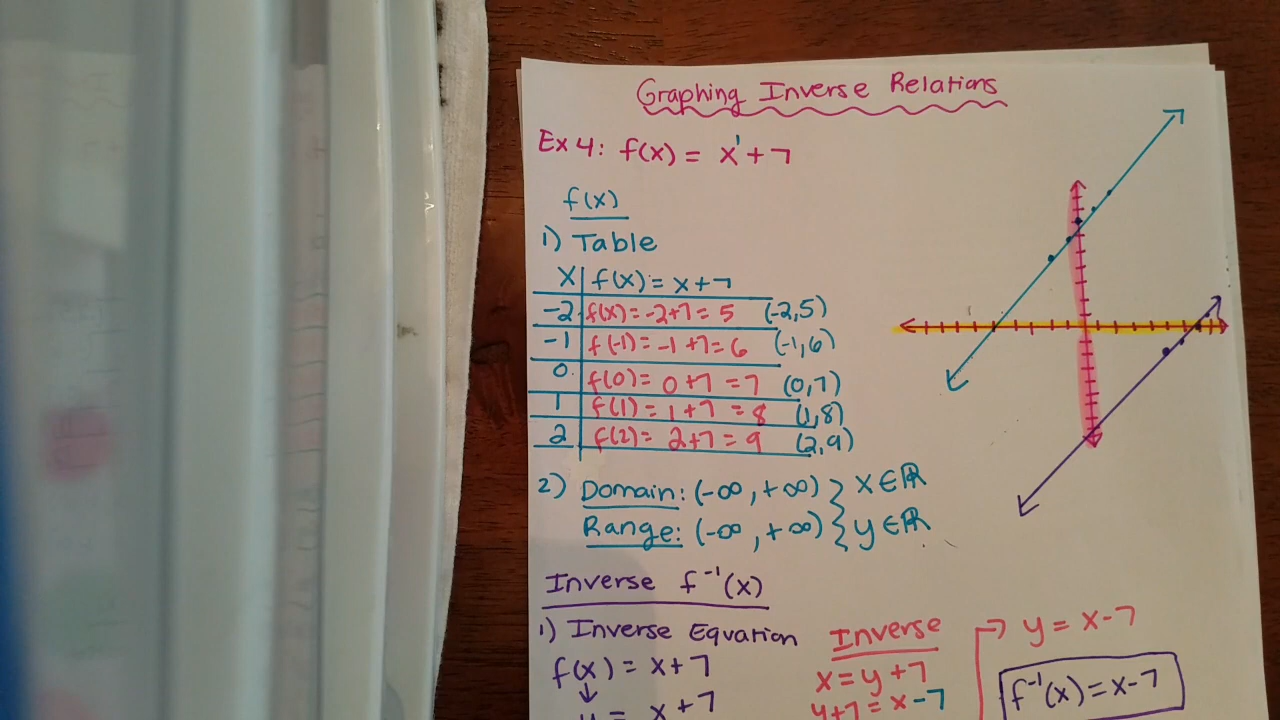 Graphing Inverse Relations
Ex 4: f(x) = x¹ + 7
f(x)
1) Table
x f(x) = x+7
-2 f(x) = -2+7 = 5 (-2,5)
-1 f(-1) = -1+7 = 6 (-1,6)
0 f(0) = 0+7 = 7 (0,7)
1 f(1) = 1+7 = 8 (1,8)
2 f(2) = 2+7 = 9 (2,9)
2) Domain: (-∞, +∞) } x∈ℝ
Range: (-∞, +∞) } y∈ℝ
Inverse f⁻¹(x)
1) Inverse Equation
f(x) = x+7
↓
y = x+7
Inverse
x = y+7
y+7 = x-7
→ y = x-7
f⁻¹(x) = x-7